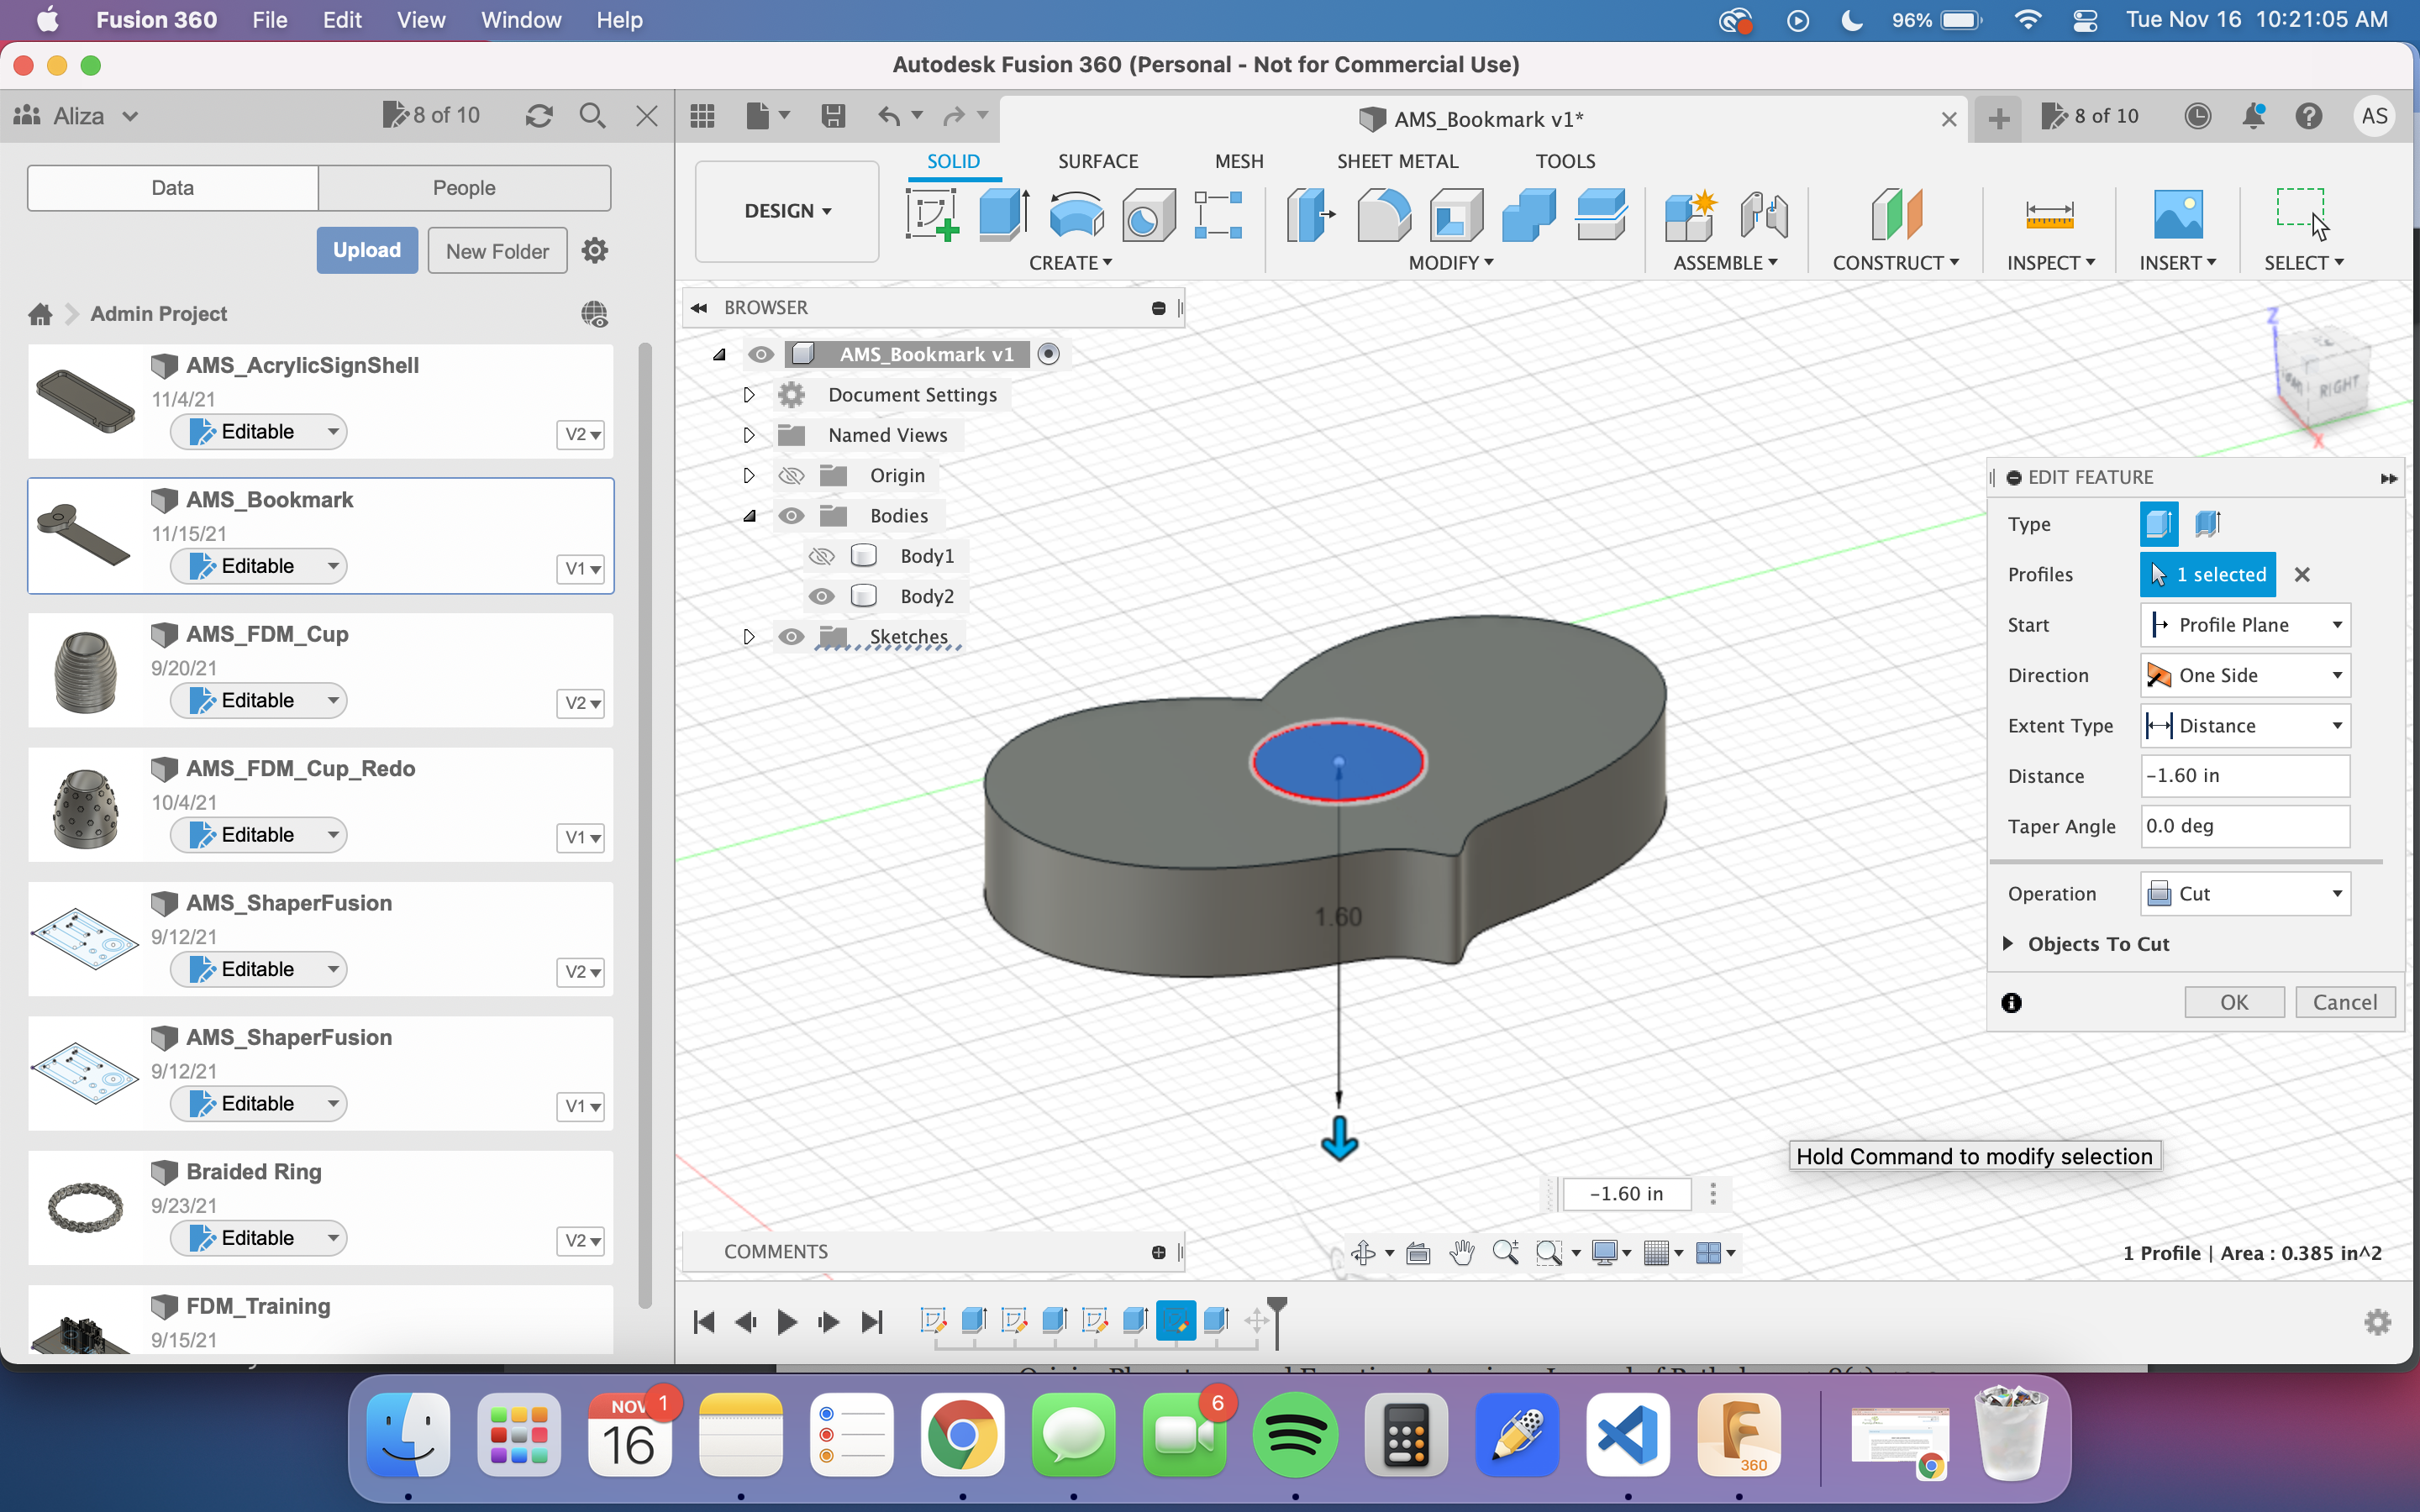 Fusion 360 File Edit View Window Help 96% Tue Nov 16 10:21:05 AM
Autodesk Fusion 360 (Personal - Not for Commercial Use)
Aliza 8 of 10
AMS_Bookmark v1* 8 of 10 AS
Data People
Upload New Folder
Admin Project
AMS_AcrylicSignShell
11/4/21
Editable V2
AMS_Bookmark
11/15/21
Editable V1
AMS_FDM_Cup
9/20/21
Editable V2
AMS_FDM_Cup_Redo
10/4/21
Editable V1
AMS_ShaperFusion
9/12/21
Editable V2
AMS_ShaperFusion
9/12/21
Editable V1
Braided Ring
9/23/21
Editable V2
FDM_Training
9/15/21
DESIGN
SOLID SURFACE MESH SHEET METAL TOOLS
CREATE MODIFY ASSEMBLE CONSTRUCT INSPECT INSERT SELECT
BROWSER
AMS_Bookmark v1
Document Settings
Named Views
Origin
Bodies
Body1
Body2
Sketches
Z
RIGHT
X
1.60
EDIT FEATURE
Type
Profiles 1 selected
Start Profile Plane
Direction One Side
Extent Type Distance
Distance -1.60 in
Taper Angle 0.0 deg
Operation Cut
Objects To Cut
OK Cancel
Hold Command to modify selection
-1.60 in
COMMENTS
1 Profile | Area : 0.385 in^2
NOV 1
16
6
360